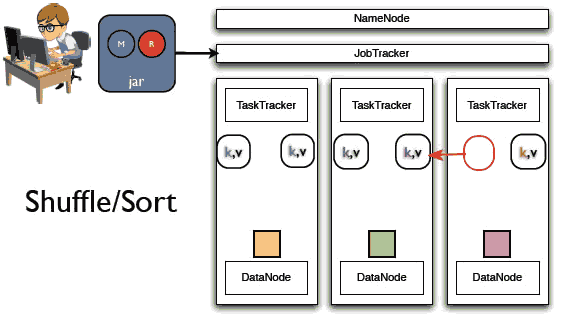 NameNode
M
R
jar
JobTracker
TaskTracker
TaskTracker
TaskTracker
k,v
k,v
k,v
k,v
k,v
Shuffle/Sort
DataNode
DataNode
DataNode